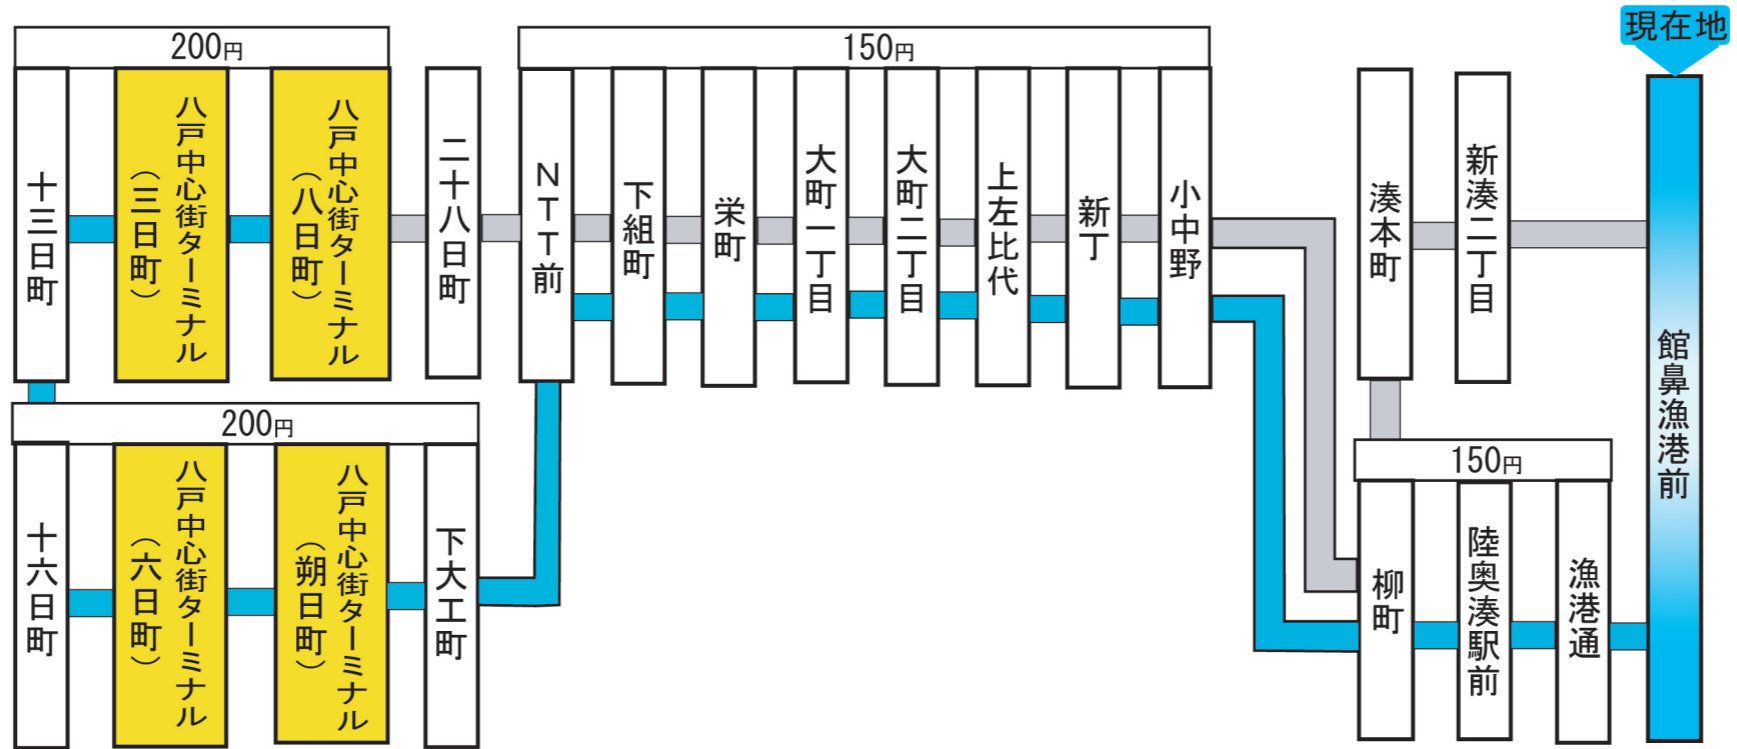 現在地
200円
150円
十三日町
八戸中心街ターミナル
（三日町）
八戸中心街ターミナル
（八日町）
二十八日町
ＮＴＴ前
下組町
栄町
大町一丁目
大町二丁目
上左比代
新丁
小中野
湊本町
新湊二丁目
館鼻漁港前
200円
150円
十六日町
八戸中心街ターミナル
（六日町）
八戸中心街ターミナル
（朔日町）
下大工町
柳町
陸奥湊駅前
漁港通